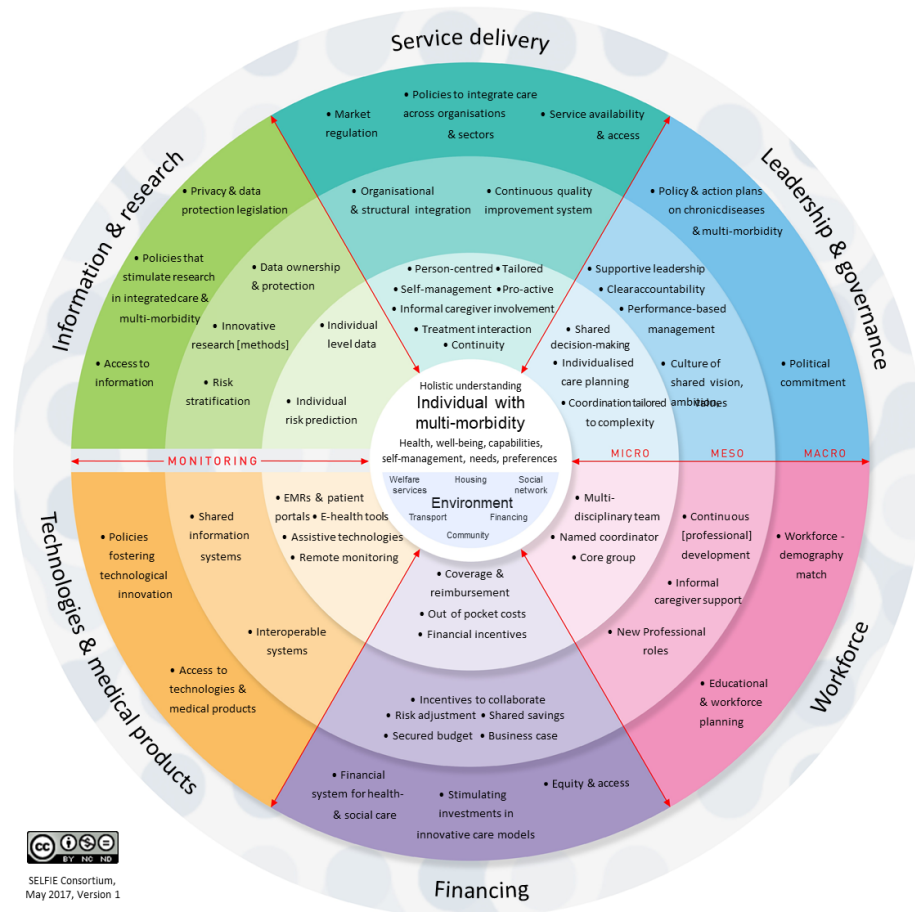 Service delivery
• Market
regulation
• Policies to integrate care
across organisations
& sectors
• Service availability
& access
• Organisational
& structural integration
• Continuous quality
improvement system
• Person-centred • Tailored
• Self-management • Pro-active
• Informal caregiver involvement
• Treatment interaction
• Continuity
Leadership & governance
• Policy & action plans
on chronicdiseases
& multi-morbidity
• Political
commitment
• Supportive leadership
• Clearaccountability
• Performance-based
management
• Culture of
shared vision,
ambition, values
• Shared
decision-making
• Individualised
care planning
• Coordinationtailored
to complexity
Information & research
• Privacy & data
protection legislation
• Policies that
stimulate research
in integratedcare &
multi-morbidity
• Access to
information
• Data ownership
& protection
• Innovative
research [methods]
• Risk
stratification
• Individual
level data
• Individual
risk prediction
Holistic understanding
Individual with
multi-morbidity
Health, well-being, capabilities,
self-management, needs, preferences
Welfare
services
Housing
Social
network
Environment
Transport
Financing
Community
MONITORING
MICRO
MESO
MACRO
Technologies & medical products
• EMRs & patient
portals • E-health tools
• Assistive technologies
• Remote monitoring
• Shared
information
systems
• Interoperable
systems
• Policies
fostering
technological
innovation
• Access to
technologies &
medical products
Workforce
• Multi-
disciplinary team
• Named coordinator
• Core group
• Continuous
[professional]
development
• Informal
caregiver support
• New Professional
roles
• Workforce -
demography
match
• Educational
& workforce
planning
• Coverage &
reimbursement
• Out of pocket costs
• Financial incentives
• Incentives to collaborate
• Risk adjustment • Shared savings
• Secured budget • Business case
• Financial
system for health-
& social care
• Stimulating
investments in
innovative care models
• Equity & access
Financing
cc
BY NC ND
SELFIE Consortium,
May 2017, Version 1